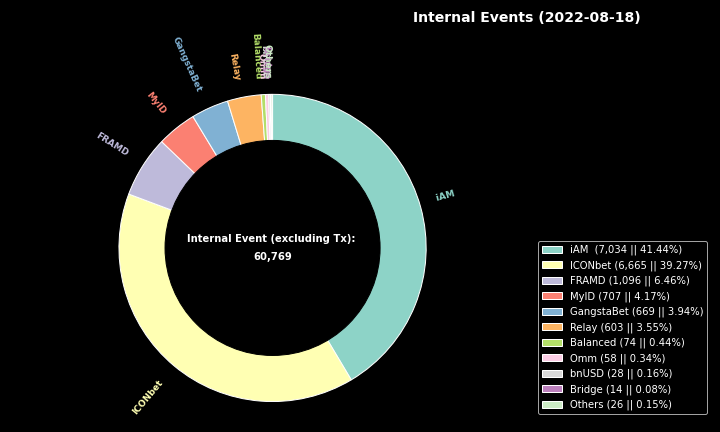 Internal Events (2022-08-18)
GangstaBet
Relay
Balanced
MyID
FRAMD
iAM
ICONbet
Internal Event (excluding Tx):
60,769
iAM  (7,034 || 41.44%)
ICONbet (6,665 || 39.27%)
FRAMD (1,096 || 6.46%)
MyID (707 || 4.17%)
GangstaBet (669 || 3.94%)
Relay (603 || 3.55%)
Balanced (74 || 0.44%)
Omm (58 || 0.34%)
bnUSD (28 || 0.16%)
Bridge (14 || 0.08%)
Others (26 || 0.15%)